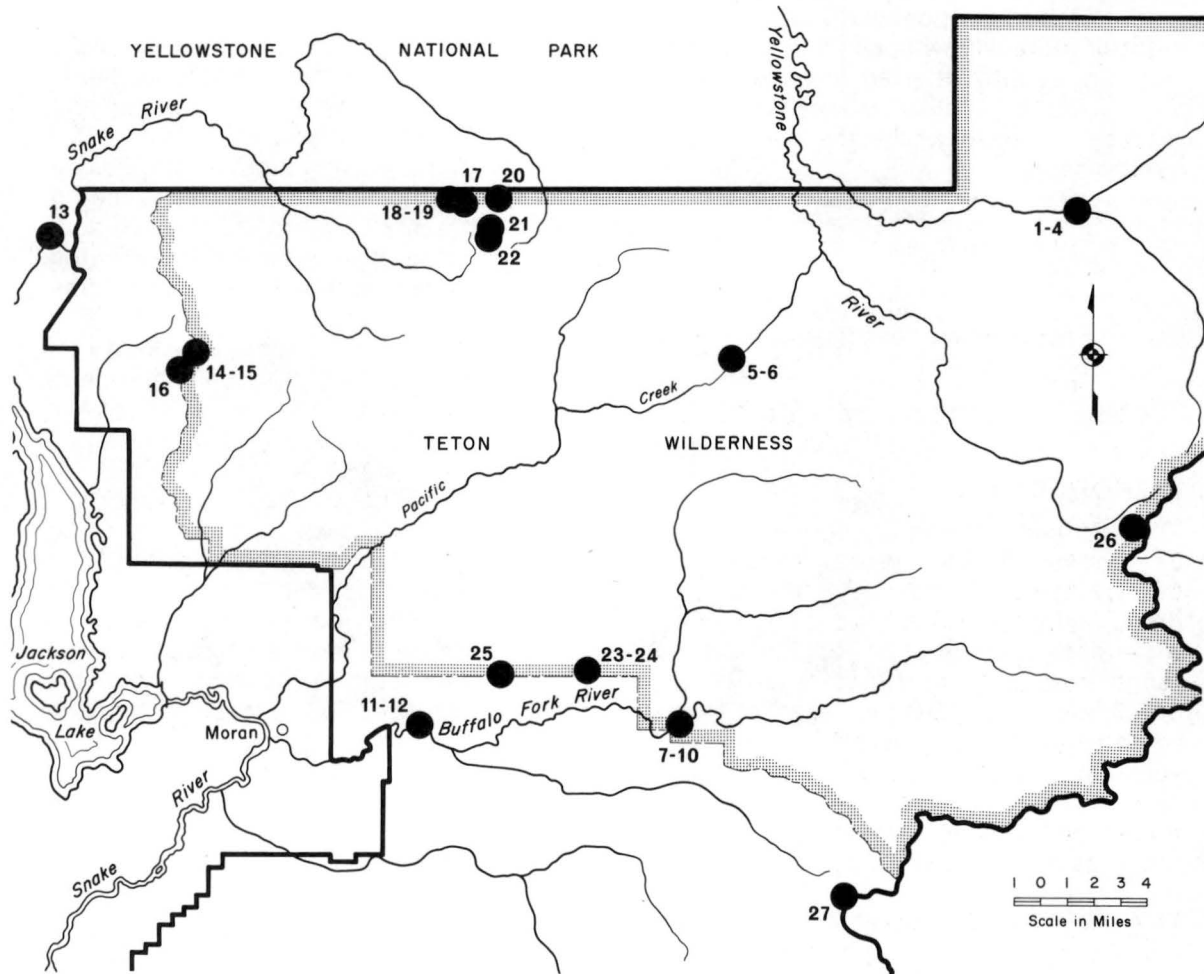 YELLOWSTONE NATIONAL PARK
Snake River
Yellowstone
River
13
18-19
17
20
21
22
1-4
16
14-15
5-6
Creek
TETON WILDERNESS
Pacific
26
25
23-24
Jackson
Lake
Moran
11-12
Buffalo Fork River
7-10
Snake River
27
1 0 1 2 3 4
Scale in Miles